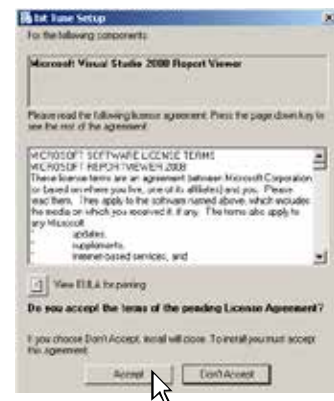 Tune Setup
For the following components:
Microsoft Visual Studio 2008 Report Viewer
Please read the following license agreement. Press the page down key to
see the rest of the agreement.
MICROSOFT SOFTWARE LICENSE TERMS
MICROSOFT REPORT VIEWER 2008
These license terms are an agreement between Microsoft Corporation
(or based on where you live, one of its affiliates) and you. Please
read them. They apply to the software named above, which includes
the media on which you received it, if any. The terms also apply to
any Microsoft
updates,
supplements,
Internet-based services, and
View EULA for printing
Do you accept the terms of the pending License Agreement?
If you choose Don't Accept, install will close. To install you must accept
this agreement.
Accept
Don't Accept